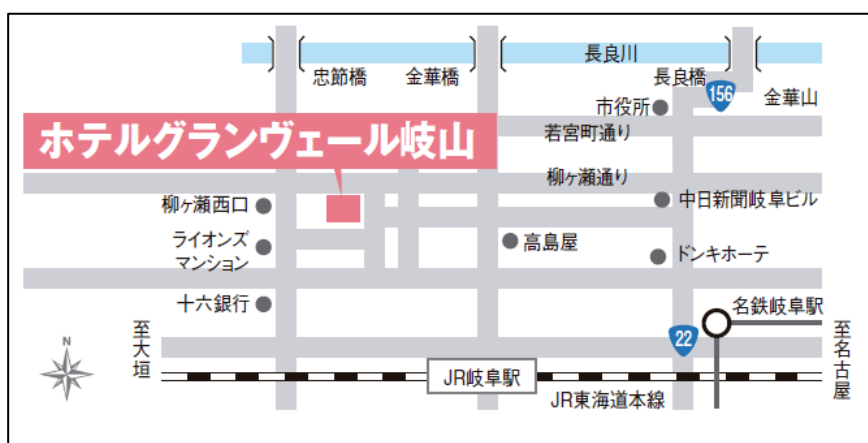 長良川
忠節橋
金華橋
長良橋
市役所
156
金華山
若宮町通り
ホテルグランヴェール岐山
柳ヶ瀬通り
柳ヶ瀬西口
中日新聞岐阜ビル
ライオンズ
マンション
高島屋
ドンキホーテ
十六銀行
名鉄岐阜駅
至大垣
至名古屋
N
22
JR岐阜駅
JR東海道本線